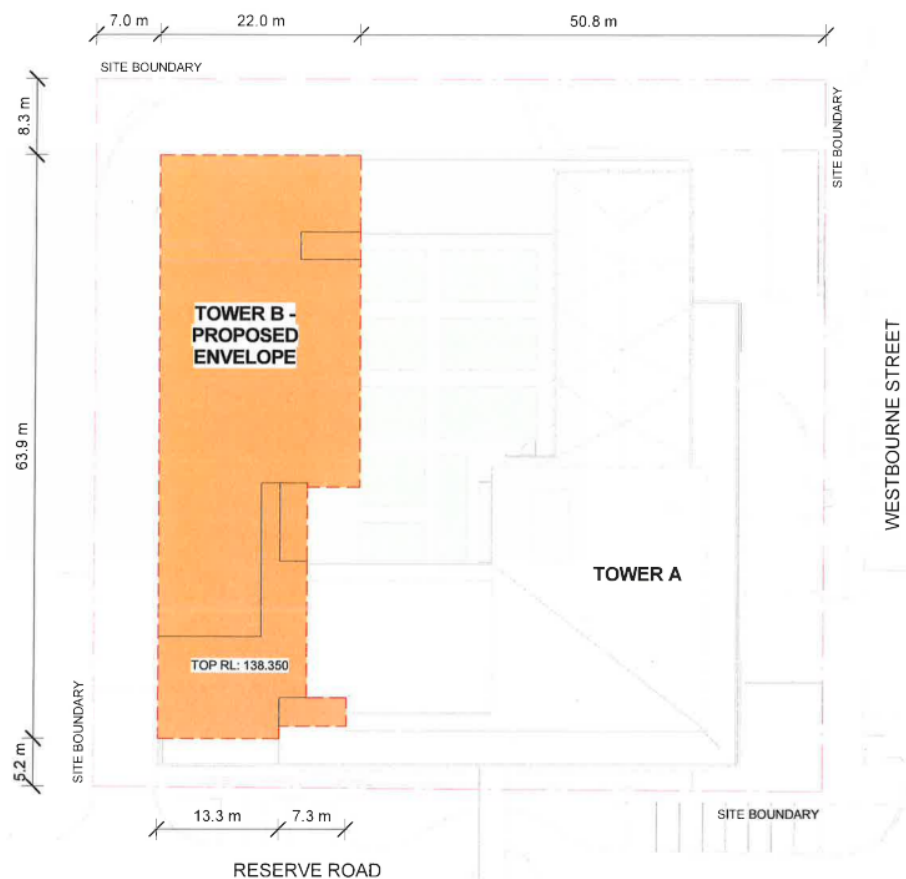 7.0 m
22.0 m
50.8 m
SITE BOUNDARY
8.3 m
SITE BOUNDARY
TOWER B -
PROPOSED
ENVELOPE
63.9 m
WESTBOURNE STREET
TOWER A
TOP RL: 138.350
SITE BOUNDARY
5.2 m
13.3 m
7.3 m
SITE BOUNDARY
RESERVE ROAD